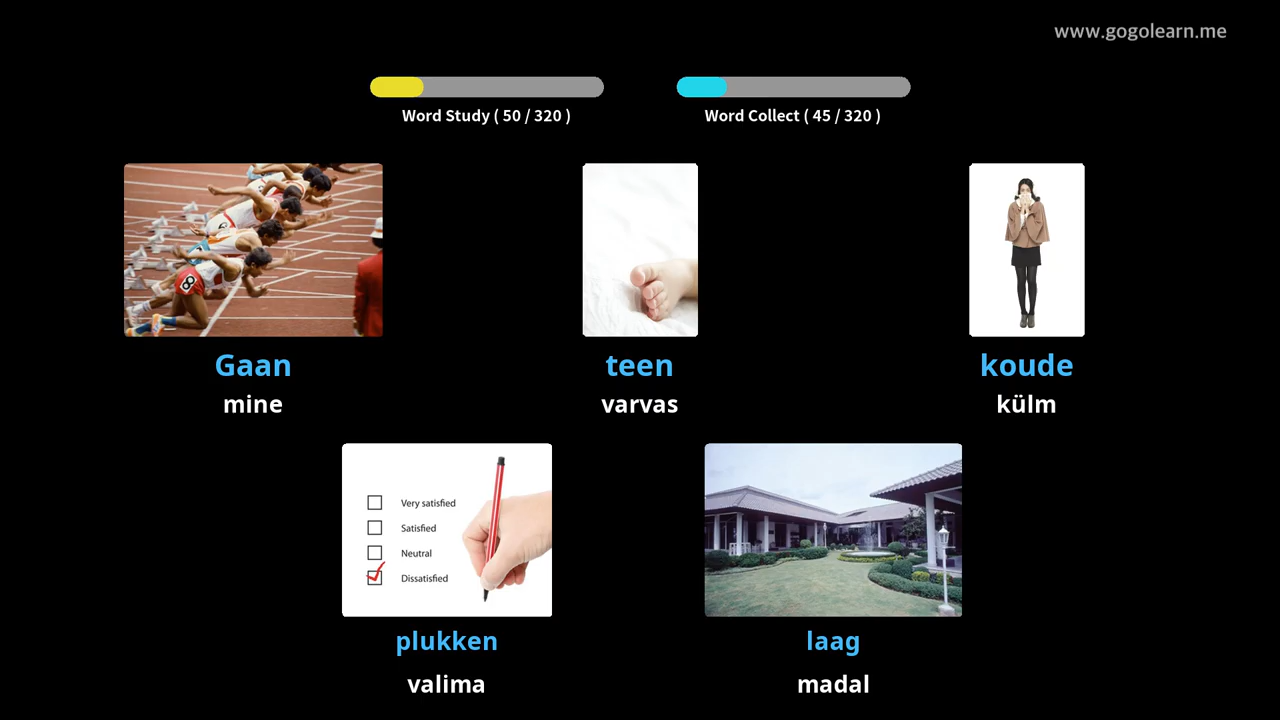 www.gogolearn.me
Word Study ( 50 / 320 )
Word Collect ( 45 / 320 )
8
Gaan
teen
koude
mine
varvas
külm
Very satisfied
Satisfied
Neutral
Dissatisfied
plukken
laag
valima
madal